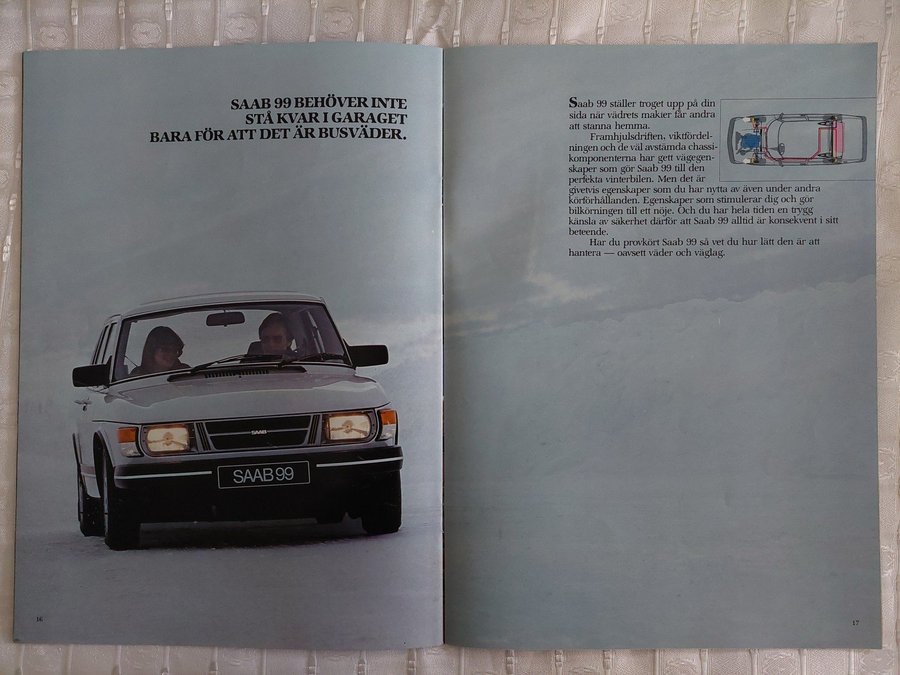 SAAB 99 BEHÖVER INTE
STÅ KVAR I GARAGET
BARA FÖR ATT DET ÄR BUSVÄDER.
SAAB
SAAB 99
16
Saab 99 ställer troget upp på din
sida när vädrets makter får andra
att stanna hemma.
Framhjulsdriften, viktfördel-
ningen och de väl avstämda chassi-
komponenterna har gett vägegen-
skaper som gör Saab 99 till den
perfekta vinterbilen. Men det är
givetvis egenskaper som du har nytta av även under andra
körförhållanden. Egenskaper som stimulerar dig och gör
bilkörningen till ett nöje. Och du har hela tiden en trygg
känsla av säkerhet därför att Saab 99 alltid är konsekvent i sitt
beteende.
Har du provkört Saab 99 så vet du hur lätt den är att
hantera — oavsett väder och väglag.
17